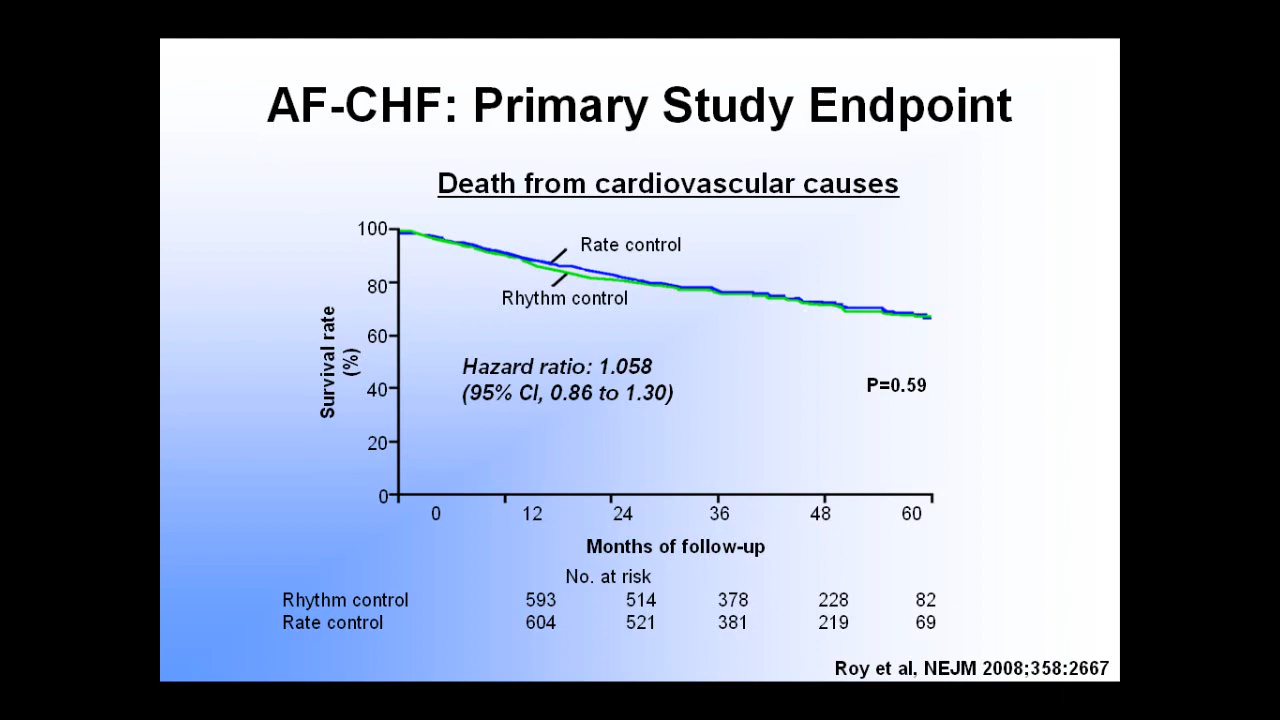 AF-CHF: Primary Study Endpoint
Death from cardiovascular causes
100
80
60
40
20
0
Survival rate
(%)
Rate control
Rhythm control
Hazard ratio: 1.058
(95% CI, 0.86 to 1.30)
P=0.59
0 12 24 36 48 60
Months of follow-up
No. at risk
Rhythm control 593 514 378 228 82
Rate control 604 521 381 219 69
Roy et al, NEJM 2008;358:2667